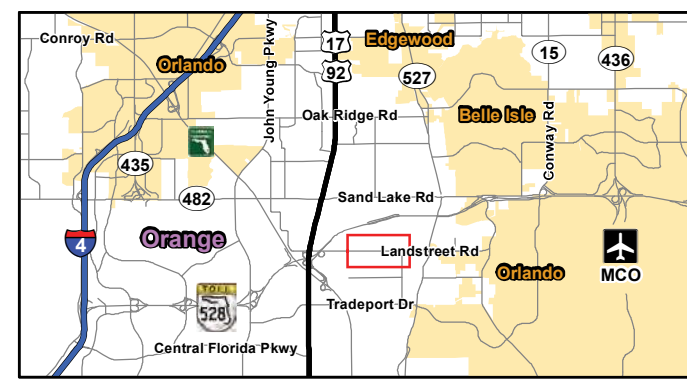 Conroy Rd
John Young Pkwy
17
Edgewood
15
436
Orlando
92
527
Oak Ridge Rd
Belle Isle
Conway Rd
435
482
Sand Lake Rd
Orange
4
Landstreet Rd
Orlando
MCO
TOLL
528
Tradeport Dr
Central Florida Pkwy